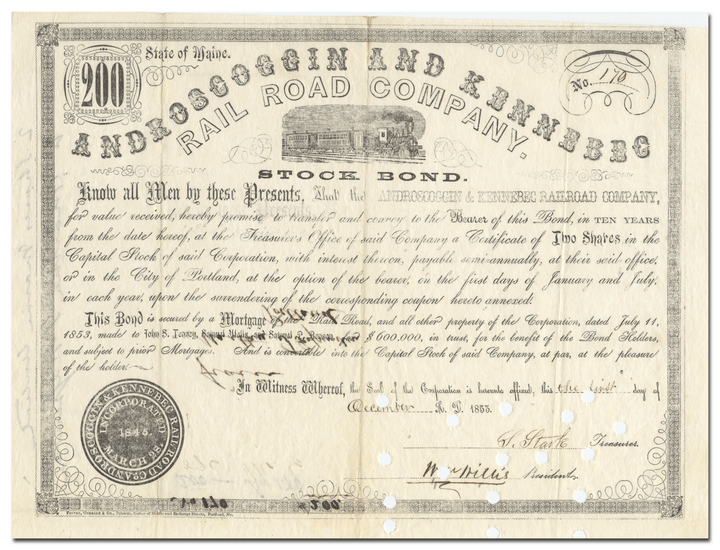 200
State of Maine.
No. 170
ANDROSCOGGIN AND KENNEBEC
RAIL ROAD COMPANY.
STOCK BOND.
Know all Men by these Presents, That the ANDROSCOGGIN & KENNEBEC RAILROAD COMPANY,
for value received, hereby promise to transfer and convey to the Bearer of this Bond, in TEN YEARS
from the date hereof, at the Treasurer's Office of said Company a Certificate of Two Shares in the
Capital Stock of said Corporation, with interest thereon, payable semi-annually, at their said office,
or in the City of Portland, at the option of the bearer, on the first days of January and July,
in each year, upon the surrendering of the corresponding coupon hereto annexed:
This Bond is secured by a Mortgage of the Rail Road, and all other property of the Corporation, dated July 11,
1853, made to John S. Tenney, Samuel and Samuel P. $600,000, in trust, for the benefit of the Bond Holders,
and subject to prior Mortgages. And is convertible into the Capital Stock of said Company, at par, at the pleasure
of the holder.
In Witness Whereof, the Seal of the Corporation is hereunto affixed, this first day of
December A. D. 1855.
S. Stark Treasurer.
Wm Willis President.
ANDROSCOGGIN & KENNEBEC RAILROAD CO.
INCORPORATED
1845
MARCH
No 170
$ 200